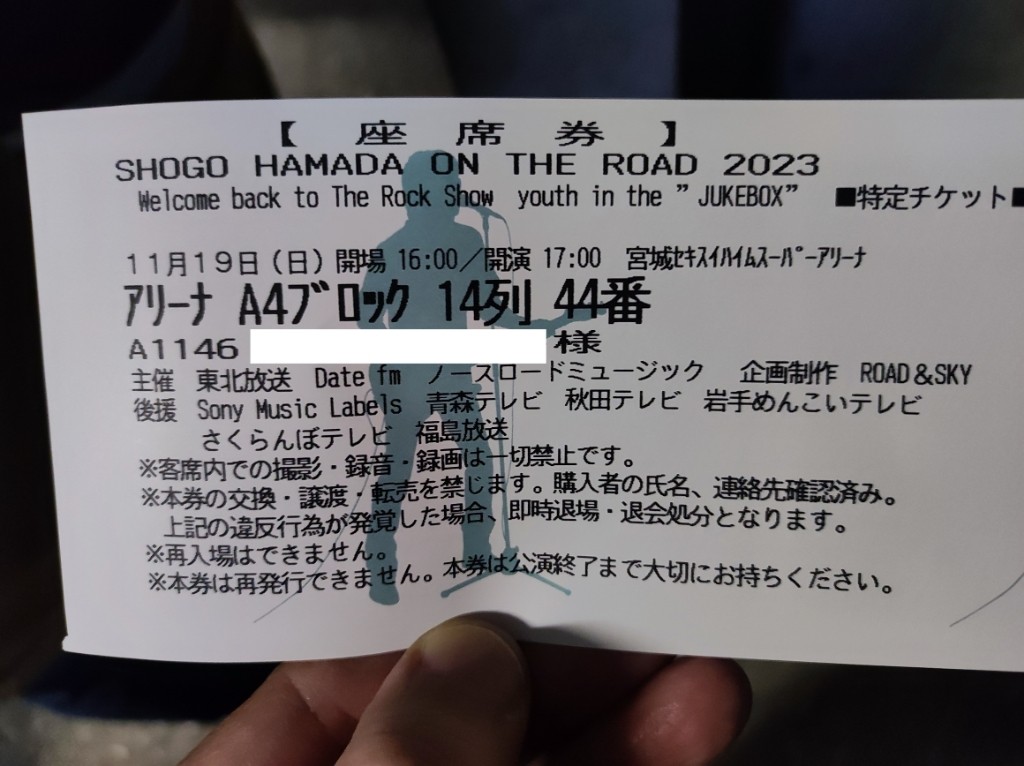 【 座 席 券 】
SHOGO HAMADA ON THE ROAD 2023
Welcome back to The Rock Show youth in the ”JUKEBOX” ■特定チケット■
11月19日(日)開場 16:00/開演 17:00 宮城ｾｷｽｲﾊｲﾑｽｰﾊﾟｰアリーナ
ｱﾘｰﾅ A4ﾌﾞﾛｯｸ 14列 44番
A1146 様
主催 東北放送 Date fm ノースロードミュージック 企画制作 ROAD&SKY
後援 Sony Music Labels 青森テレビ 秋田テレビ 岩手めんこいテレビ
さくらんぼテレビ 福島放送
※客席内での撮影・録音・録画は一切禁止です。
※本券の交換・譲渡・転売を禁じます。購入者の氏名、連絡先確認済み。
上記の違反行為が発覚した場合、即時退場・退会処分となります。
※再入場はできません。
※本券は再発行できません。本券は公演終了まで大切にお持ちください。